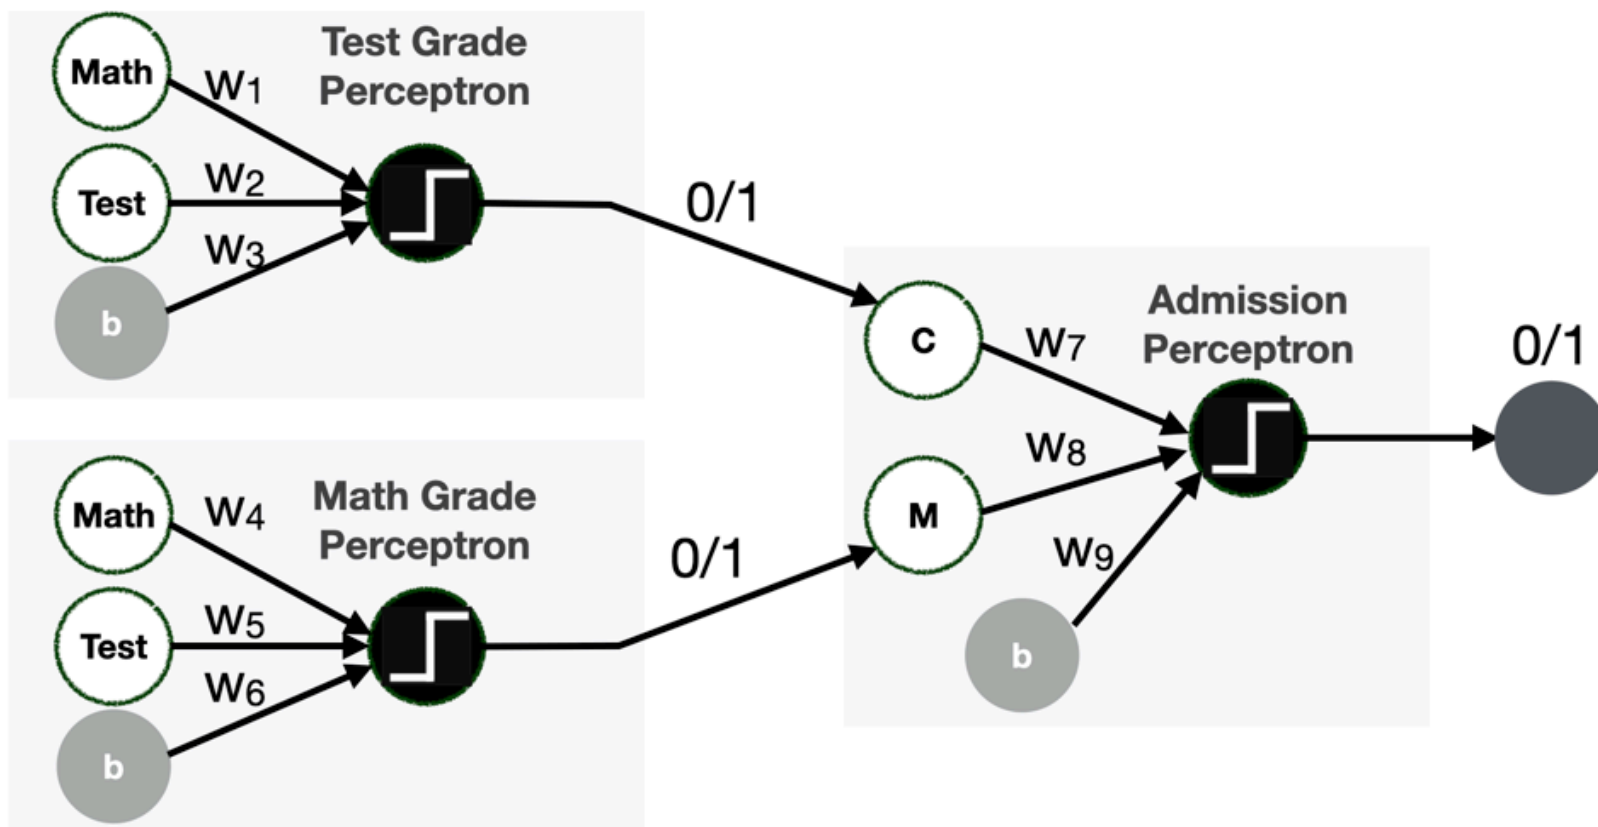 Math
W1
Test Grade
Perceptron
Test
W2
W3
b
0/1
C
W7
Admission
Perceptron
0/1
Math
W4
Math Grade
Perceptron
Test
W5
W6
b
0/1
M
W8
W9
b